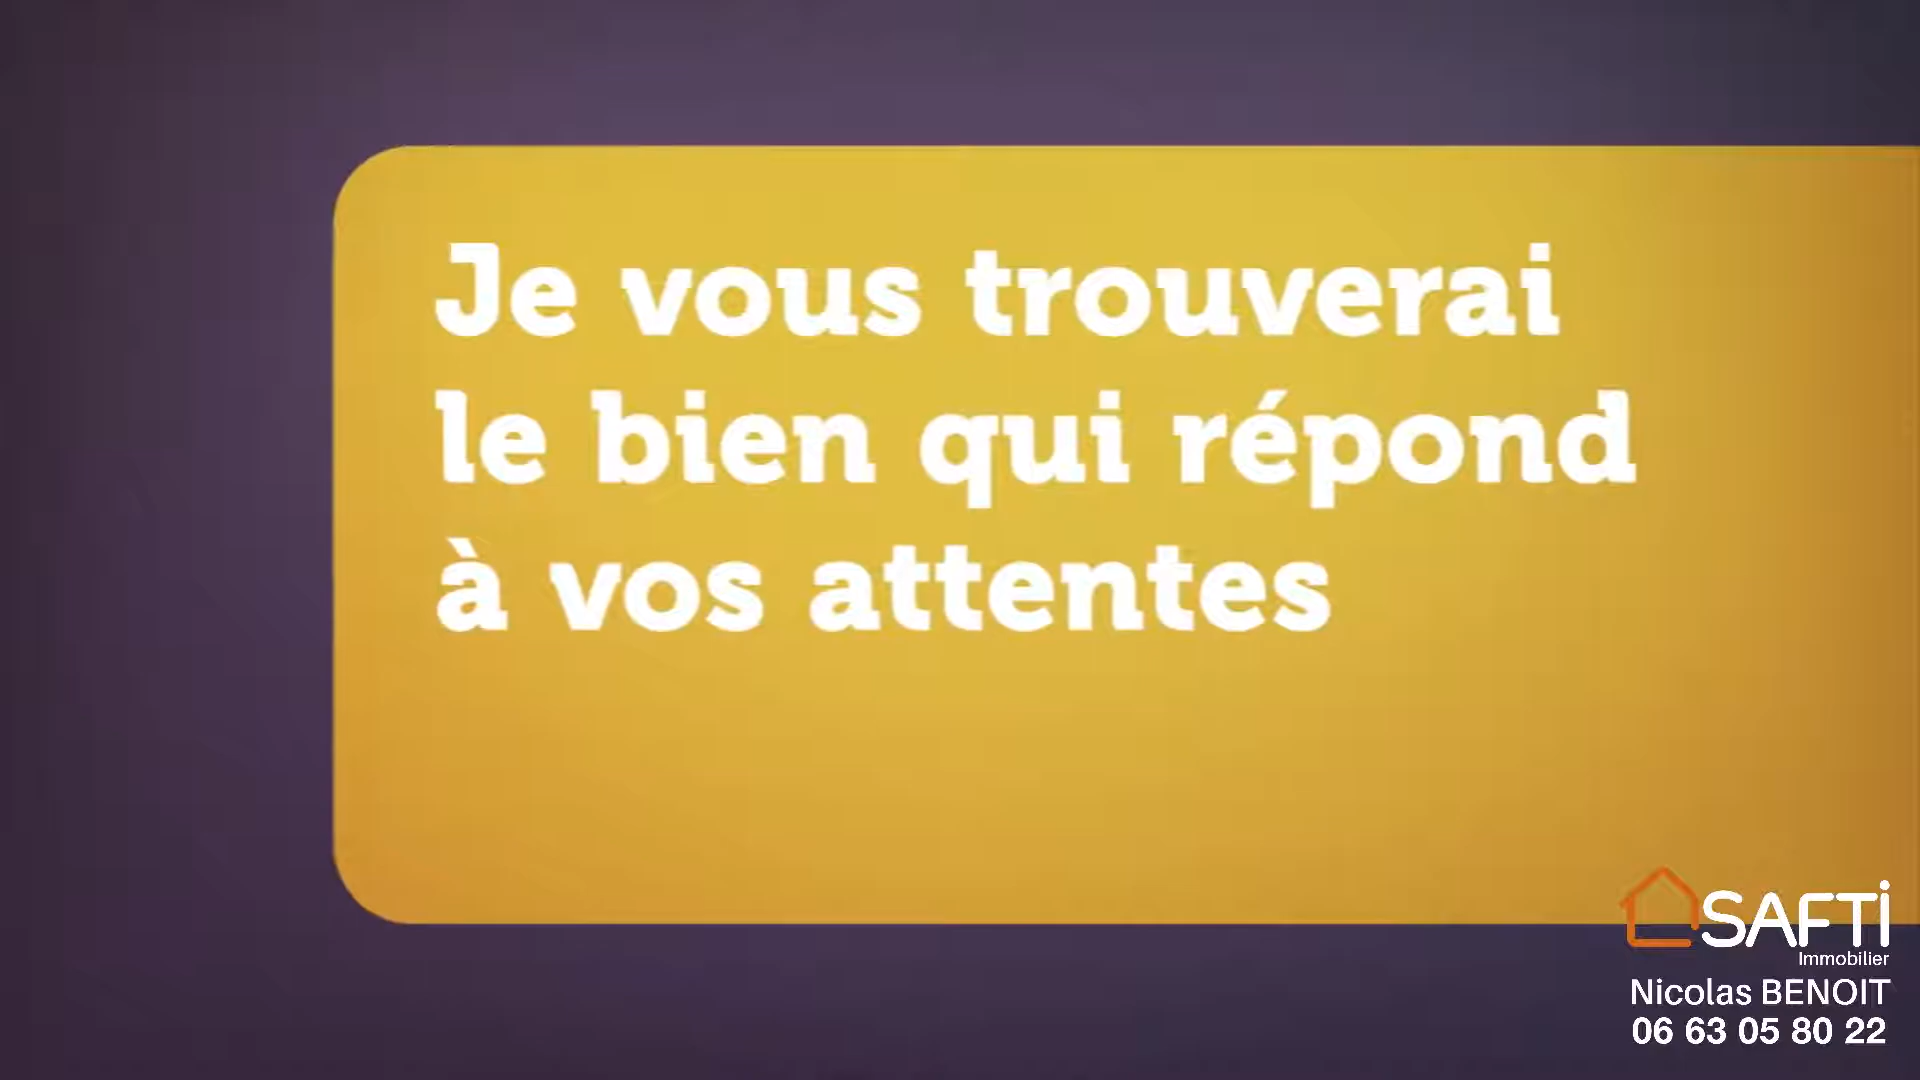 Je vous trouverai
le bien qui répond
à vos attentes
SAFTI
Immobilier
Nicolas BENOIT
06 63 05 80 22